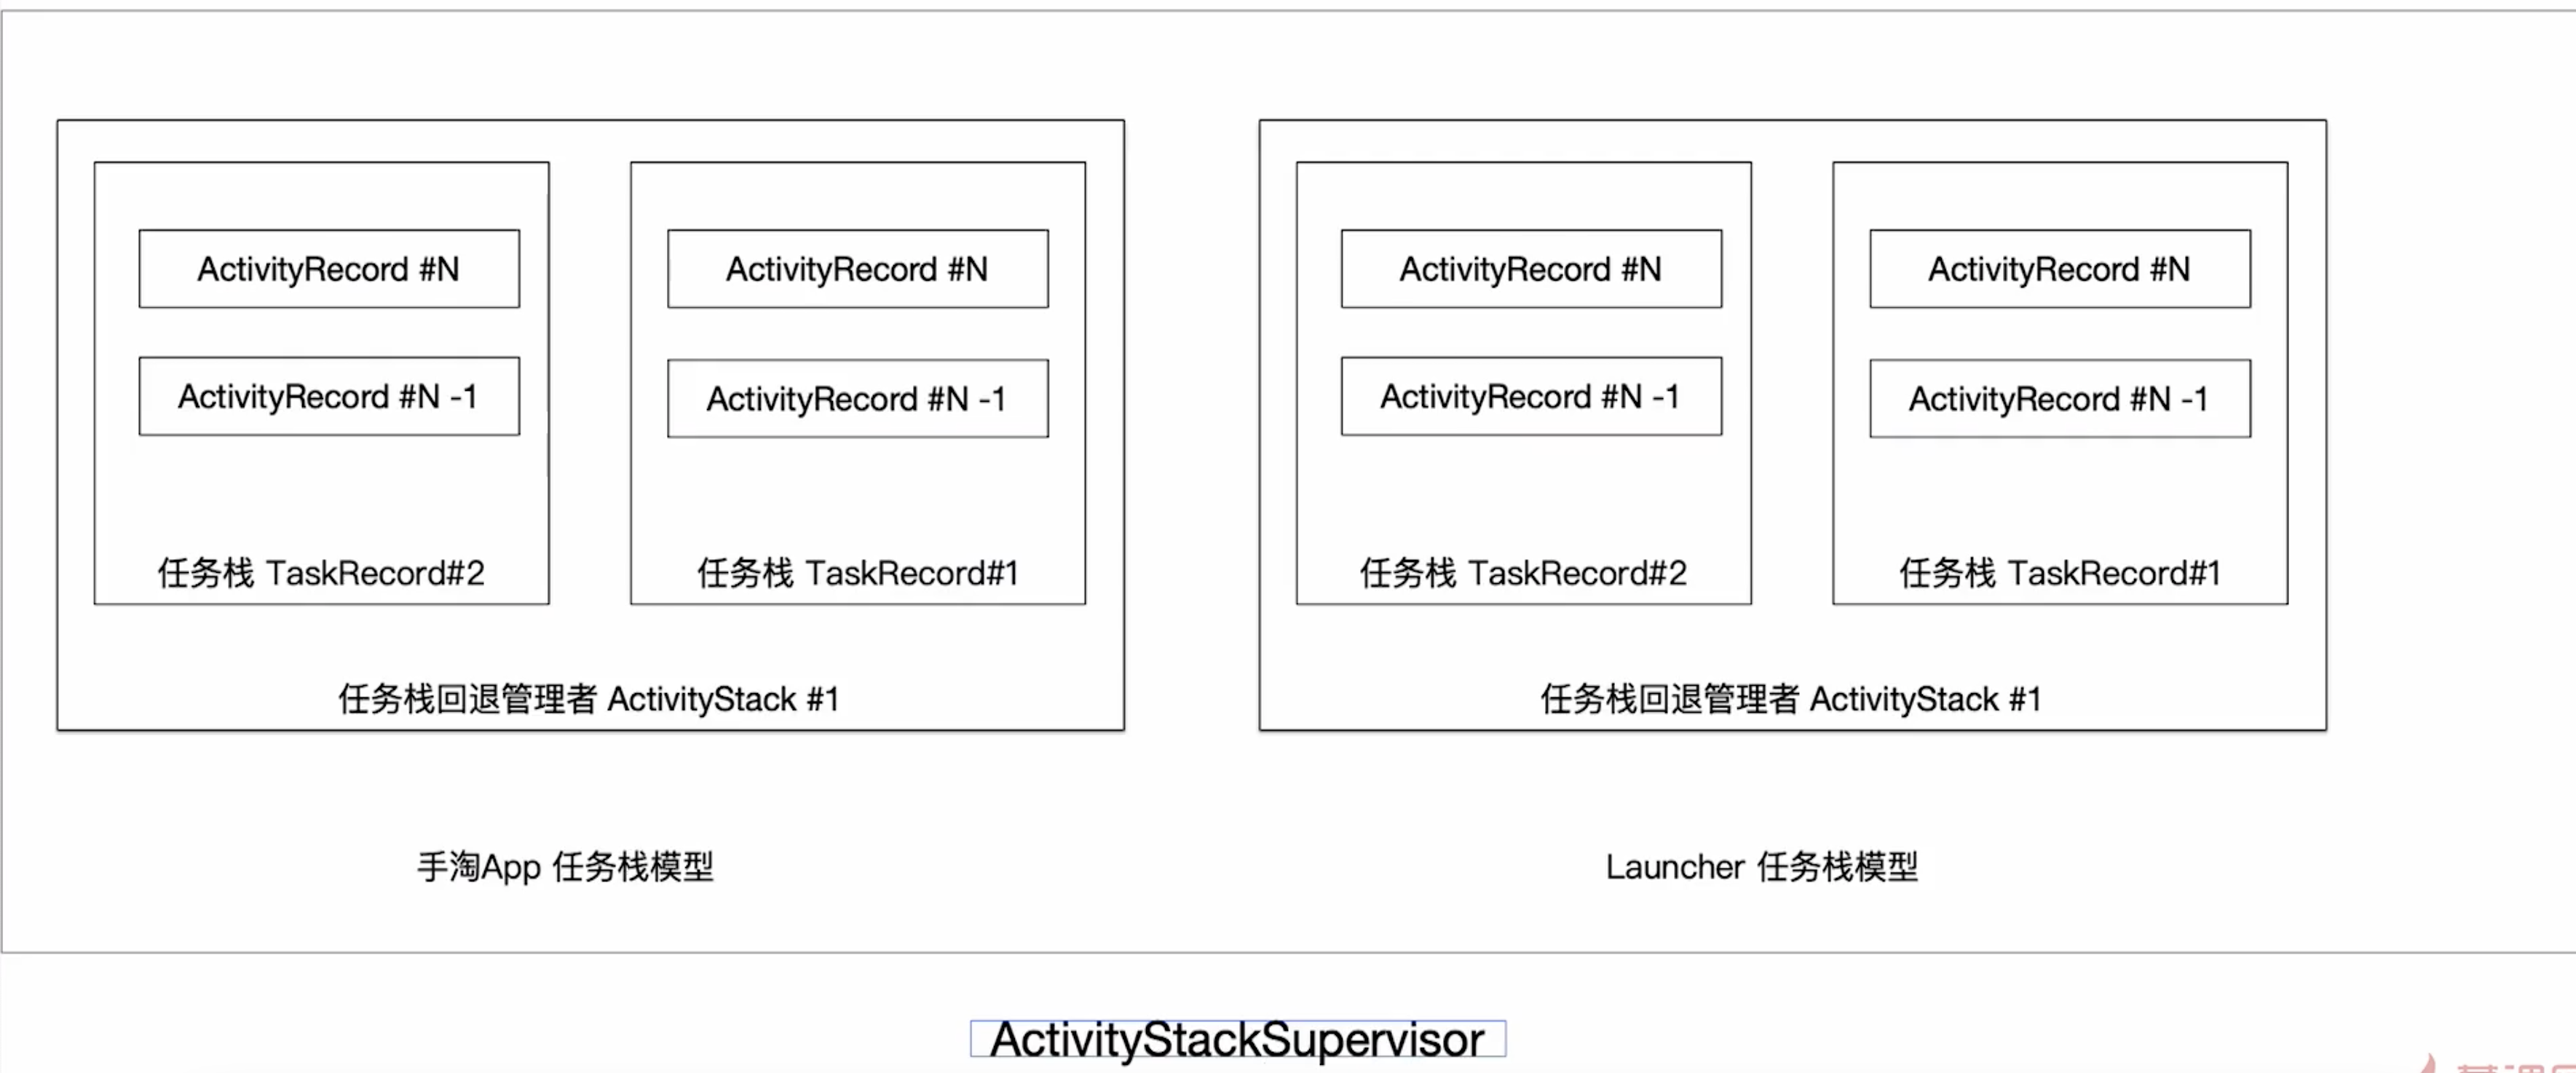 ActivityRecord #N
ActivityRecord #N -1
任务栈 TaskRecord#2
ActivityRecord #N
ActivityRecord #N -1
任务栈 TaskRecord#1
任务栈回退管理者 ActivityStack #1
手淘App 任务栈模型
ActivityRecord #N
ActivityRecord #N -1
任务栈 TaskRecord#2
ActivityRecord #N
ActivityRecord #N -1
任务栈 TaskRecord#1
任务栈回退管理者 ActivityStack #1
Launcher 任务栈模型
ActivityStackSupervisor